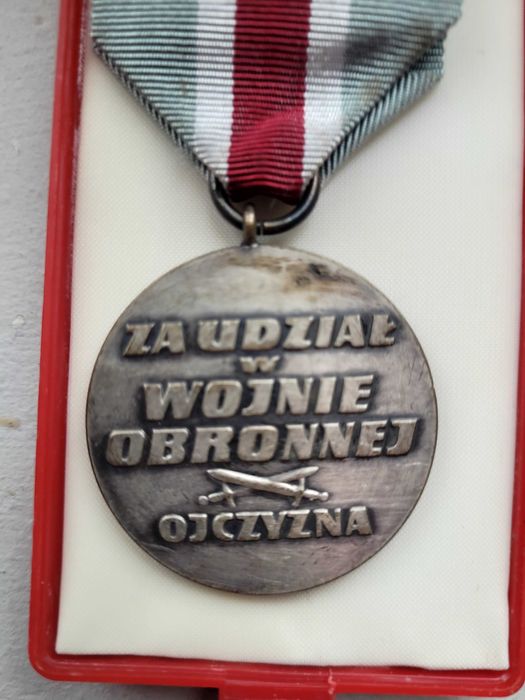 ZA UDZIAŁ
W
WOJNIE
OBRONNEJ
OJCZYZNA